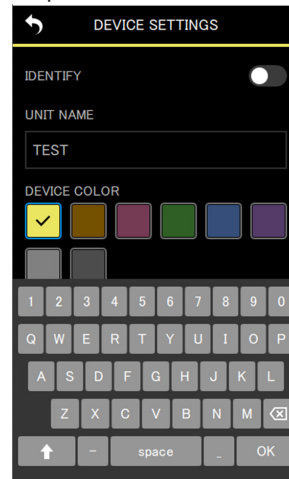 DEVICE SETTINGS
IDENTIFY
UNIT NAME
TEST
DEVICE COLOR
1 2 3 4 5 6 7 8 9 0
Q W E R T Y U I O P
A S D F G H J K L
Z X C V B N M
- space _ OK